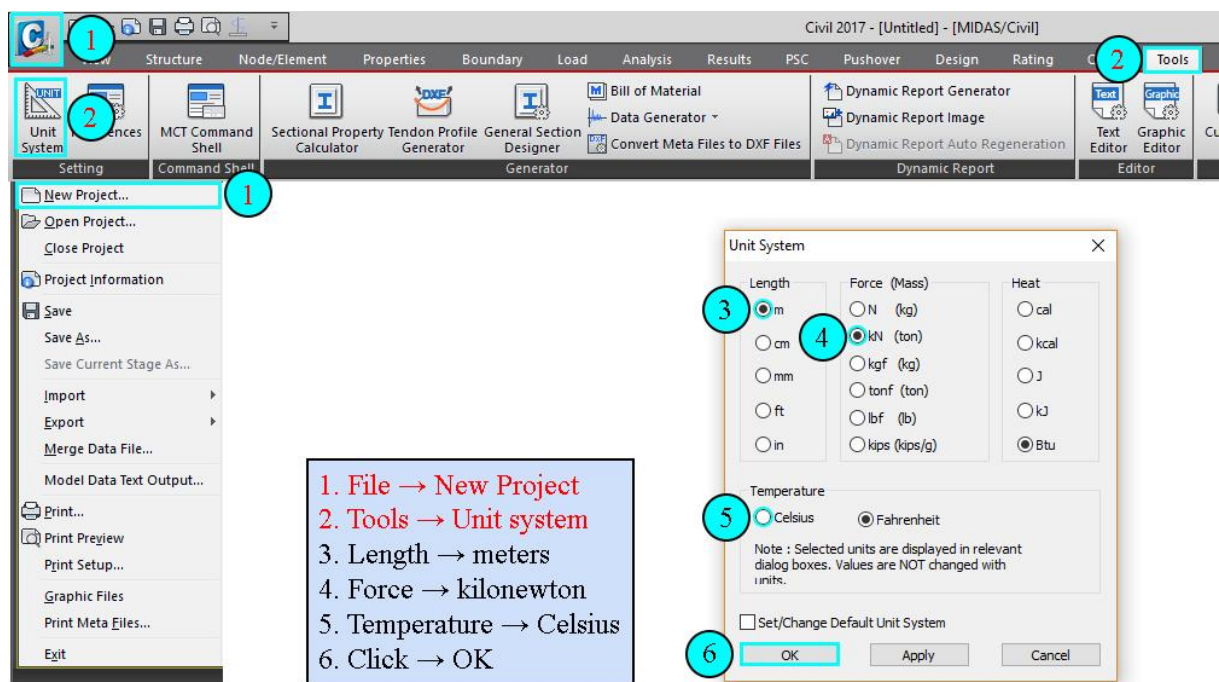 Civil 2017 - [Untitled] - [MIDAS/Civil]
1
Structure Node/Element Properties Boundary Load Analysis Results PSC Pushover Design Rating 2 Tools
UNIT 2 DXF Text Graphic
Unit System
MCT Command Shell
Sectional Property Calculator
Tendon Profile Generator
General Section Designer
Bill of Material
Data Generator
Convert Meta Files to DXF Files
Dynamic Report Generator
Dynamic Report Image
Dynamic Report Auto Regeneration
Text Editor
Graphic Editor
Setting Command Shell Generator Dynamic Report Editor
New Project... 1
Open Project...
Close Project
Project Information
Save
Save As...
Save Current Stage As...
Import
Export
Merge Data File...
Model Data Text Output...
Print...
Print Preview
Print Setup...
Graphic Files
Print Meta Files...
Exit
1. File → New Project
2. Tools → Unit system
3. Length → meters
4. Force → kilonewton
5. Temperature → Celsius
6. Click → OK
Unit System
Length Force (Mass) Heat
3 m 4 N (kg) cal
cm kN (ton) kcal
mm kgf (kg) J
ft tonf (ton) kJ
in lbf (lb) Btu
kips (kips/g)
Temperature
5 Celsius Fahrenheit
Note : Selected units are displayed in relevant
dialog boxes. Values are NOT changed with
units.
Set/Change Default Unit System
6 OK Apply Cancel